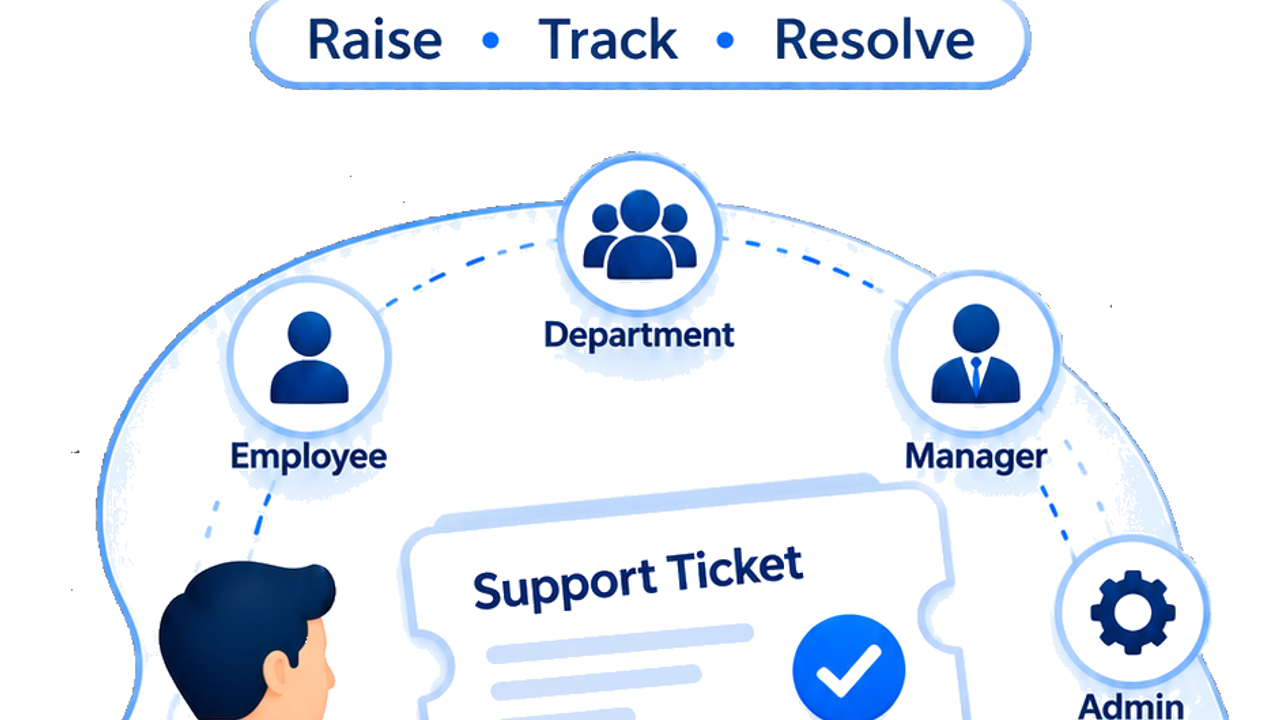 Raise • Track • Resolve
Department
Employee
Manager
Support Ticket
Admin